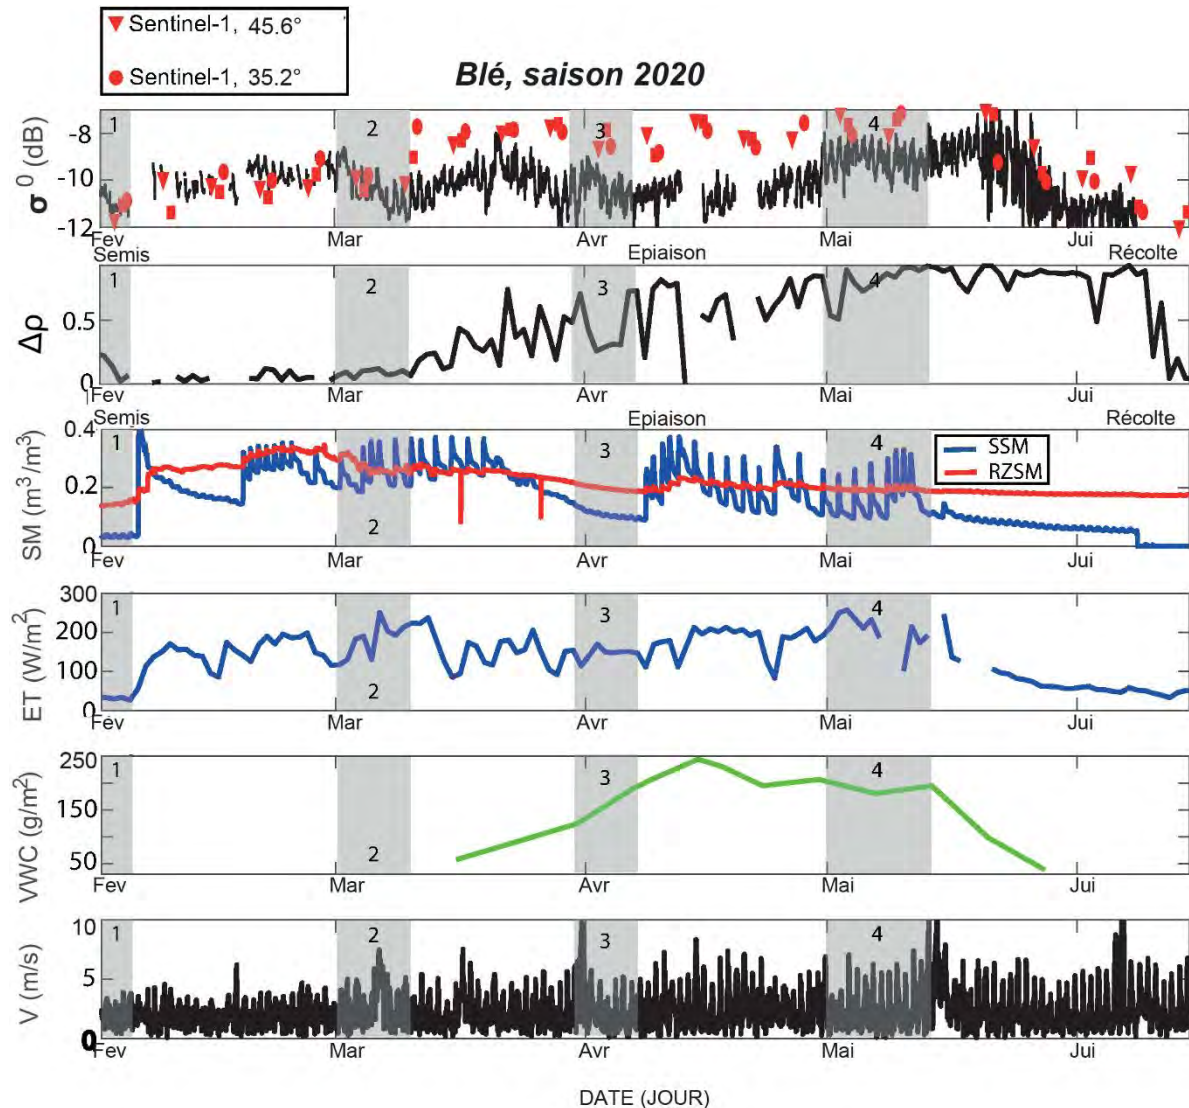 Sentinel-1, 45.6°
Sentinel-1, 35.2°
Blé, saison 2020
σ⁰ (dB)
-8
-10
-12
1
2
3
4
Fev
Mar
Avr
Mai
Jui
Semis
Epiaison
Récolte
Δρ
0.5
0
1
2
3
4
Fev
Mar
Avr
Mai
Jui
Semis
Epiaison
Récolte
SM (m³/m³)
0.4
0.2
0
1
2
3
4
SSM
RZSM
2
Fev
Mar
Avr
Mai
Jui
ET (W/m²)
300
200
100
0
1
3
4
2
Fev
Mar
Avr
Mai
Jui
VWC (g/m²)
250
150
50
1
3
4
2
Fev
Mar
Avr
Mai
Jui
V (m/s)
10
5
0
1
2
3
4
Fev
Mar
Avr
Mai
Jui
DATE (JOUR)